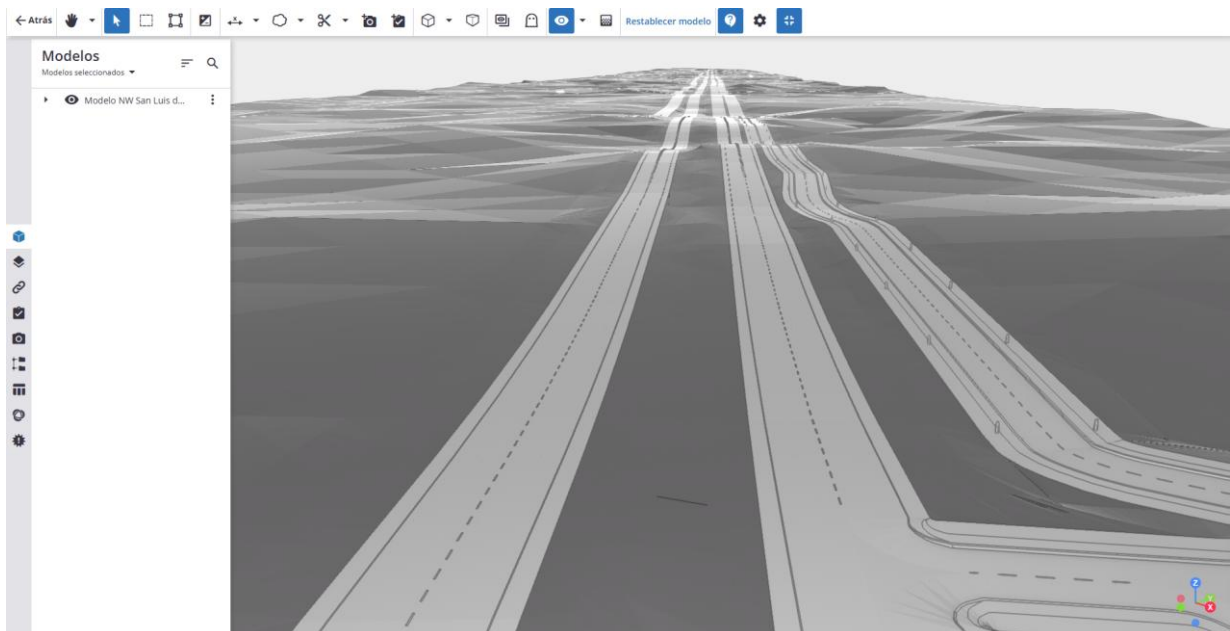 Atrás
Restablecer modelo
Modelos
Modelos seleccionados
Modelo NW San Luis d...
Z
Y
X